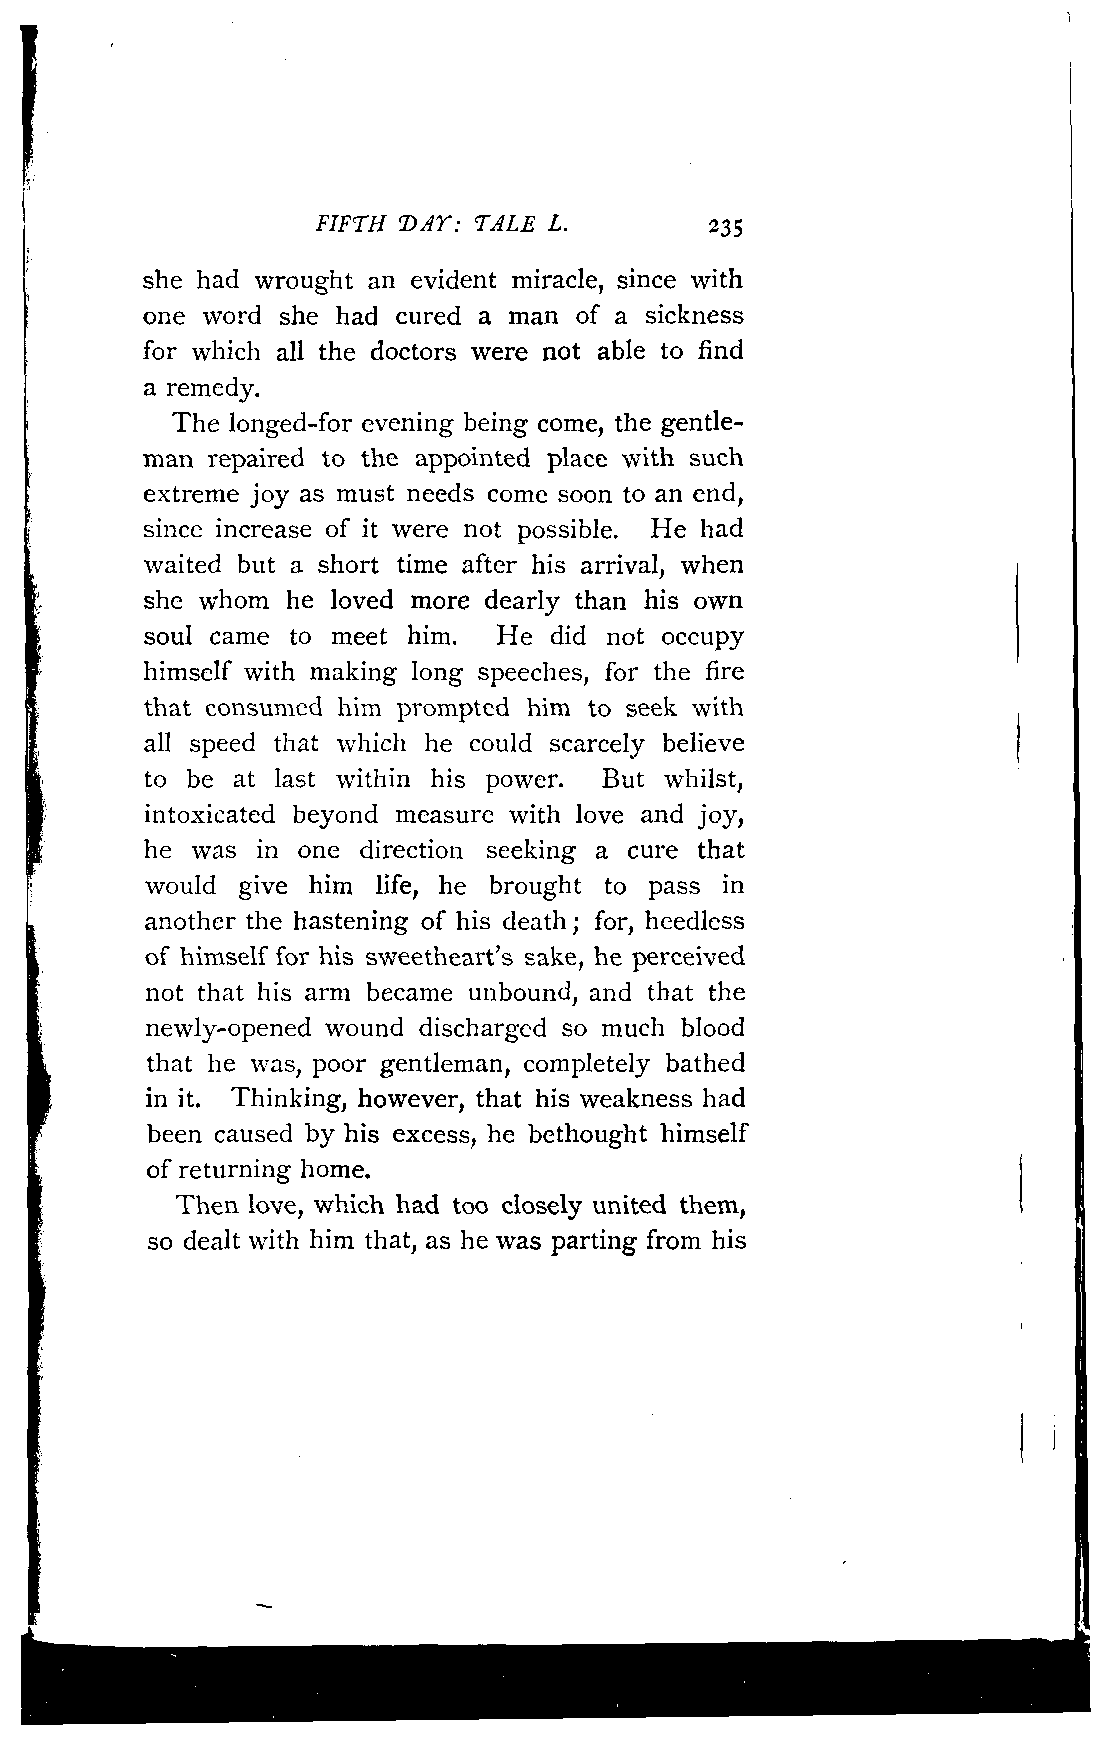 FIFTH DAY: TALE L. 235
she had wrought an evident miracle, since with
one word she had cured a man of a sickness
for which all the doctors were not able to find
a remedy.
The longed-for evening being come, the gentle-
man repaired to the appointed place with such
extreme joy as must needs come soon to an end,
since increase of it were not possible. He had
waited but a short time after his arrival, when
she whom he loved more dearly than his own
soul came to meet him. He did not occupy
himself with making long speeches, for the fire
that consumed him prompted him to seek with
all speed that which he could scarcely believe
to be at last within his power. But whilst,
intoxicated beyond measure with love and joy,
he was in one direction seeking a cure that
would give him life, he brought to pass in
another the hastening of his death; for, heedless
of himself for his sweetheart's sake, he perceived
not that his arm became unbound, and that the
newly-opened wound discharged so much blood
that he was, poor gentleman, completely bathed
in it. Thinking, however, that his weakness had
been caused by his excess, he bethought himself
of returning home.
Then love, which had too closely united them,
so dealt with him that, as he was parting from his